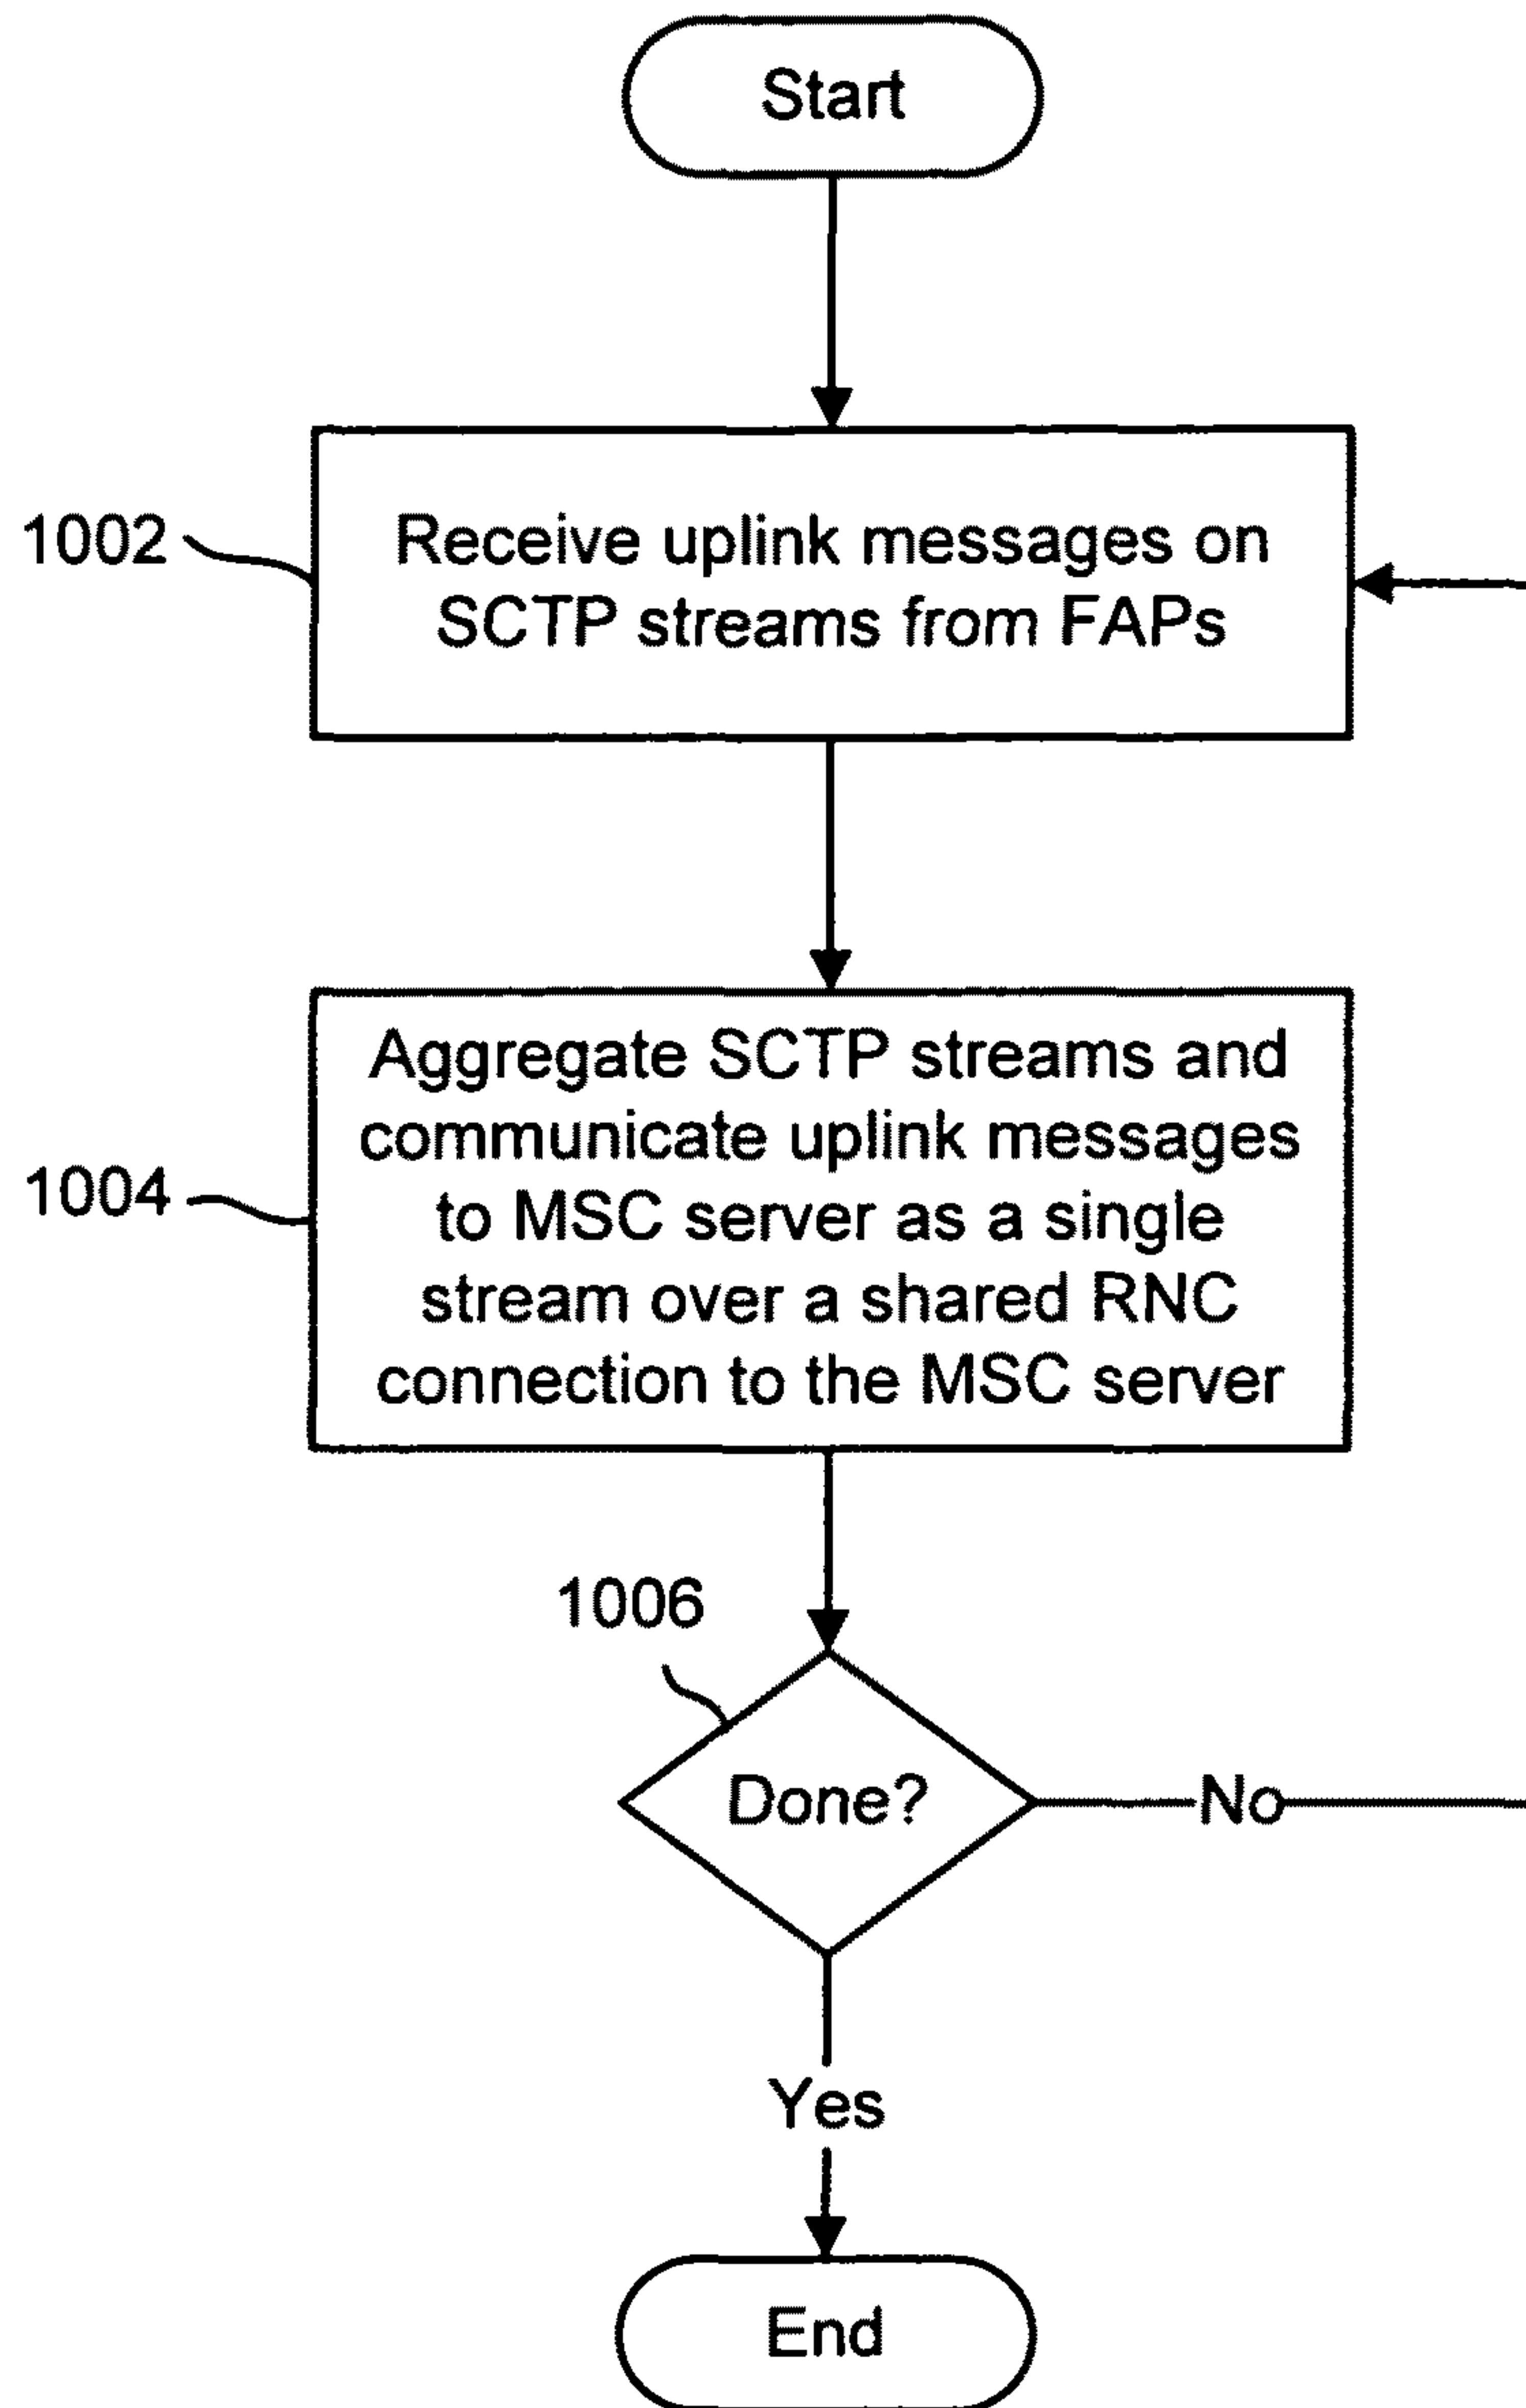 Start
1002
Receive uplink messages on
SCTP streams from FAPs
1004
Aggregate SCTP streams and
communicate uplink messages
to MSC server as a single
stream over a shared RNC
connection to the MSC server
1006
Done?
No
Yes
End